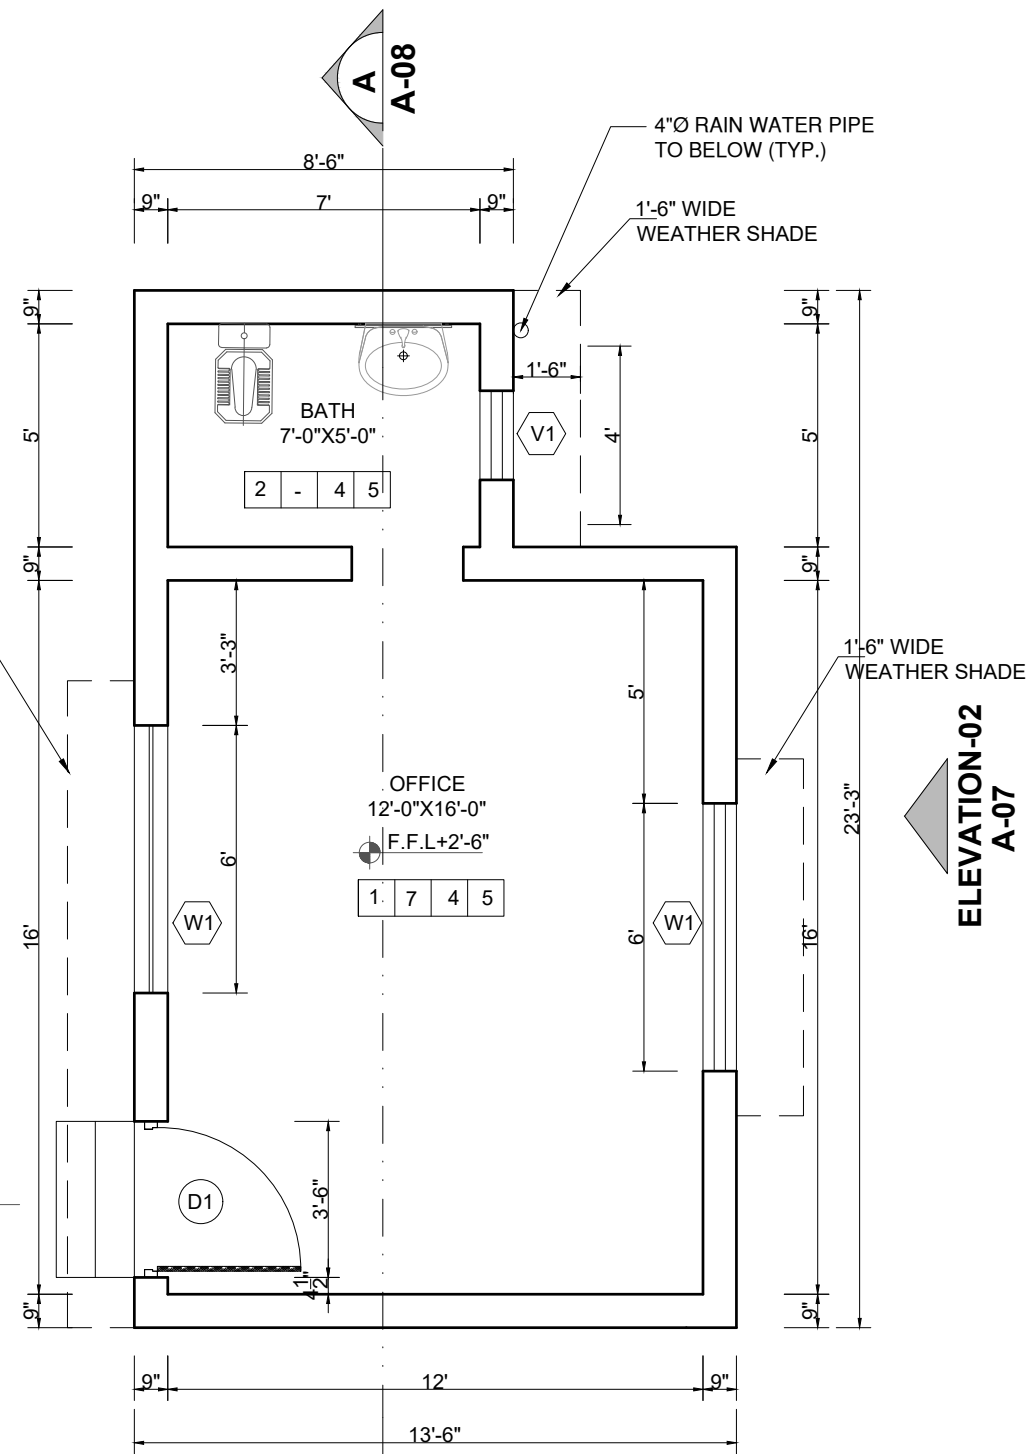 A
A-08
4"Ø RAIN WATER PIPE
TO BELOW (TYP.)
8'-6"
9"
7'
9"
1'-6" WIDE
WEATHER SHADE
9"
9"
1'-6"
BATH
7'-0"X5'-0"
V1
4'
5'
5'
2 - 4 5
9"
9"
3'-3"
1'-6" WIDE
WEATHER SHADE
5'
ELEVATION-02
A-07
OFFICE
12'-0"X16'-0"
F.F.L+2'-6"
23'-3"
6'
1 7 4 5
W1
W1
16'
6'
16'
D1
3'-6"
4 1/2"
9"
9"
9"
12'
9"
13'-6"